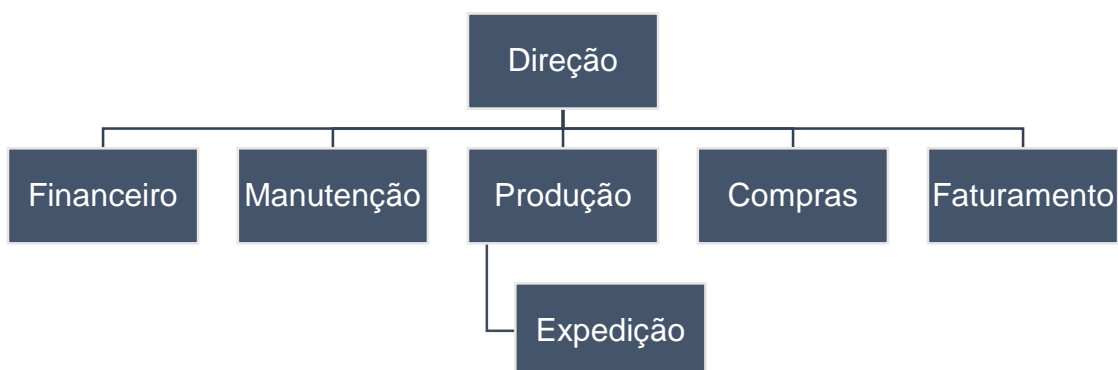 Direção
Financeiro
Manutenção
Produção
Compras
Faturamento
Expedição